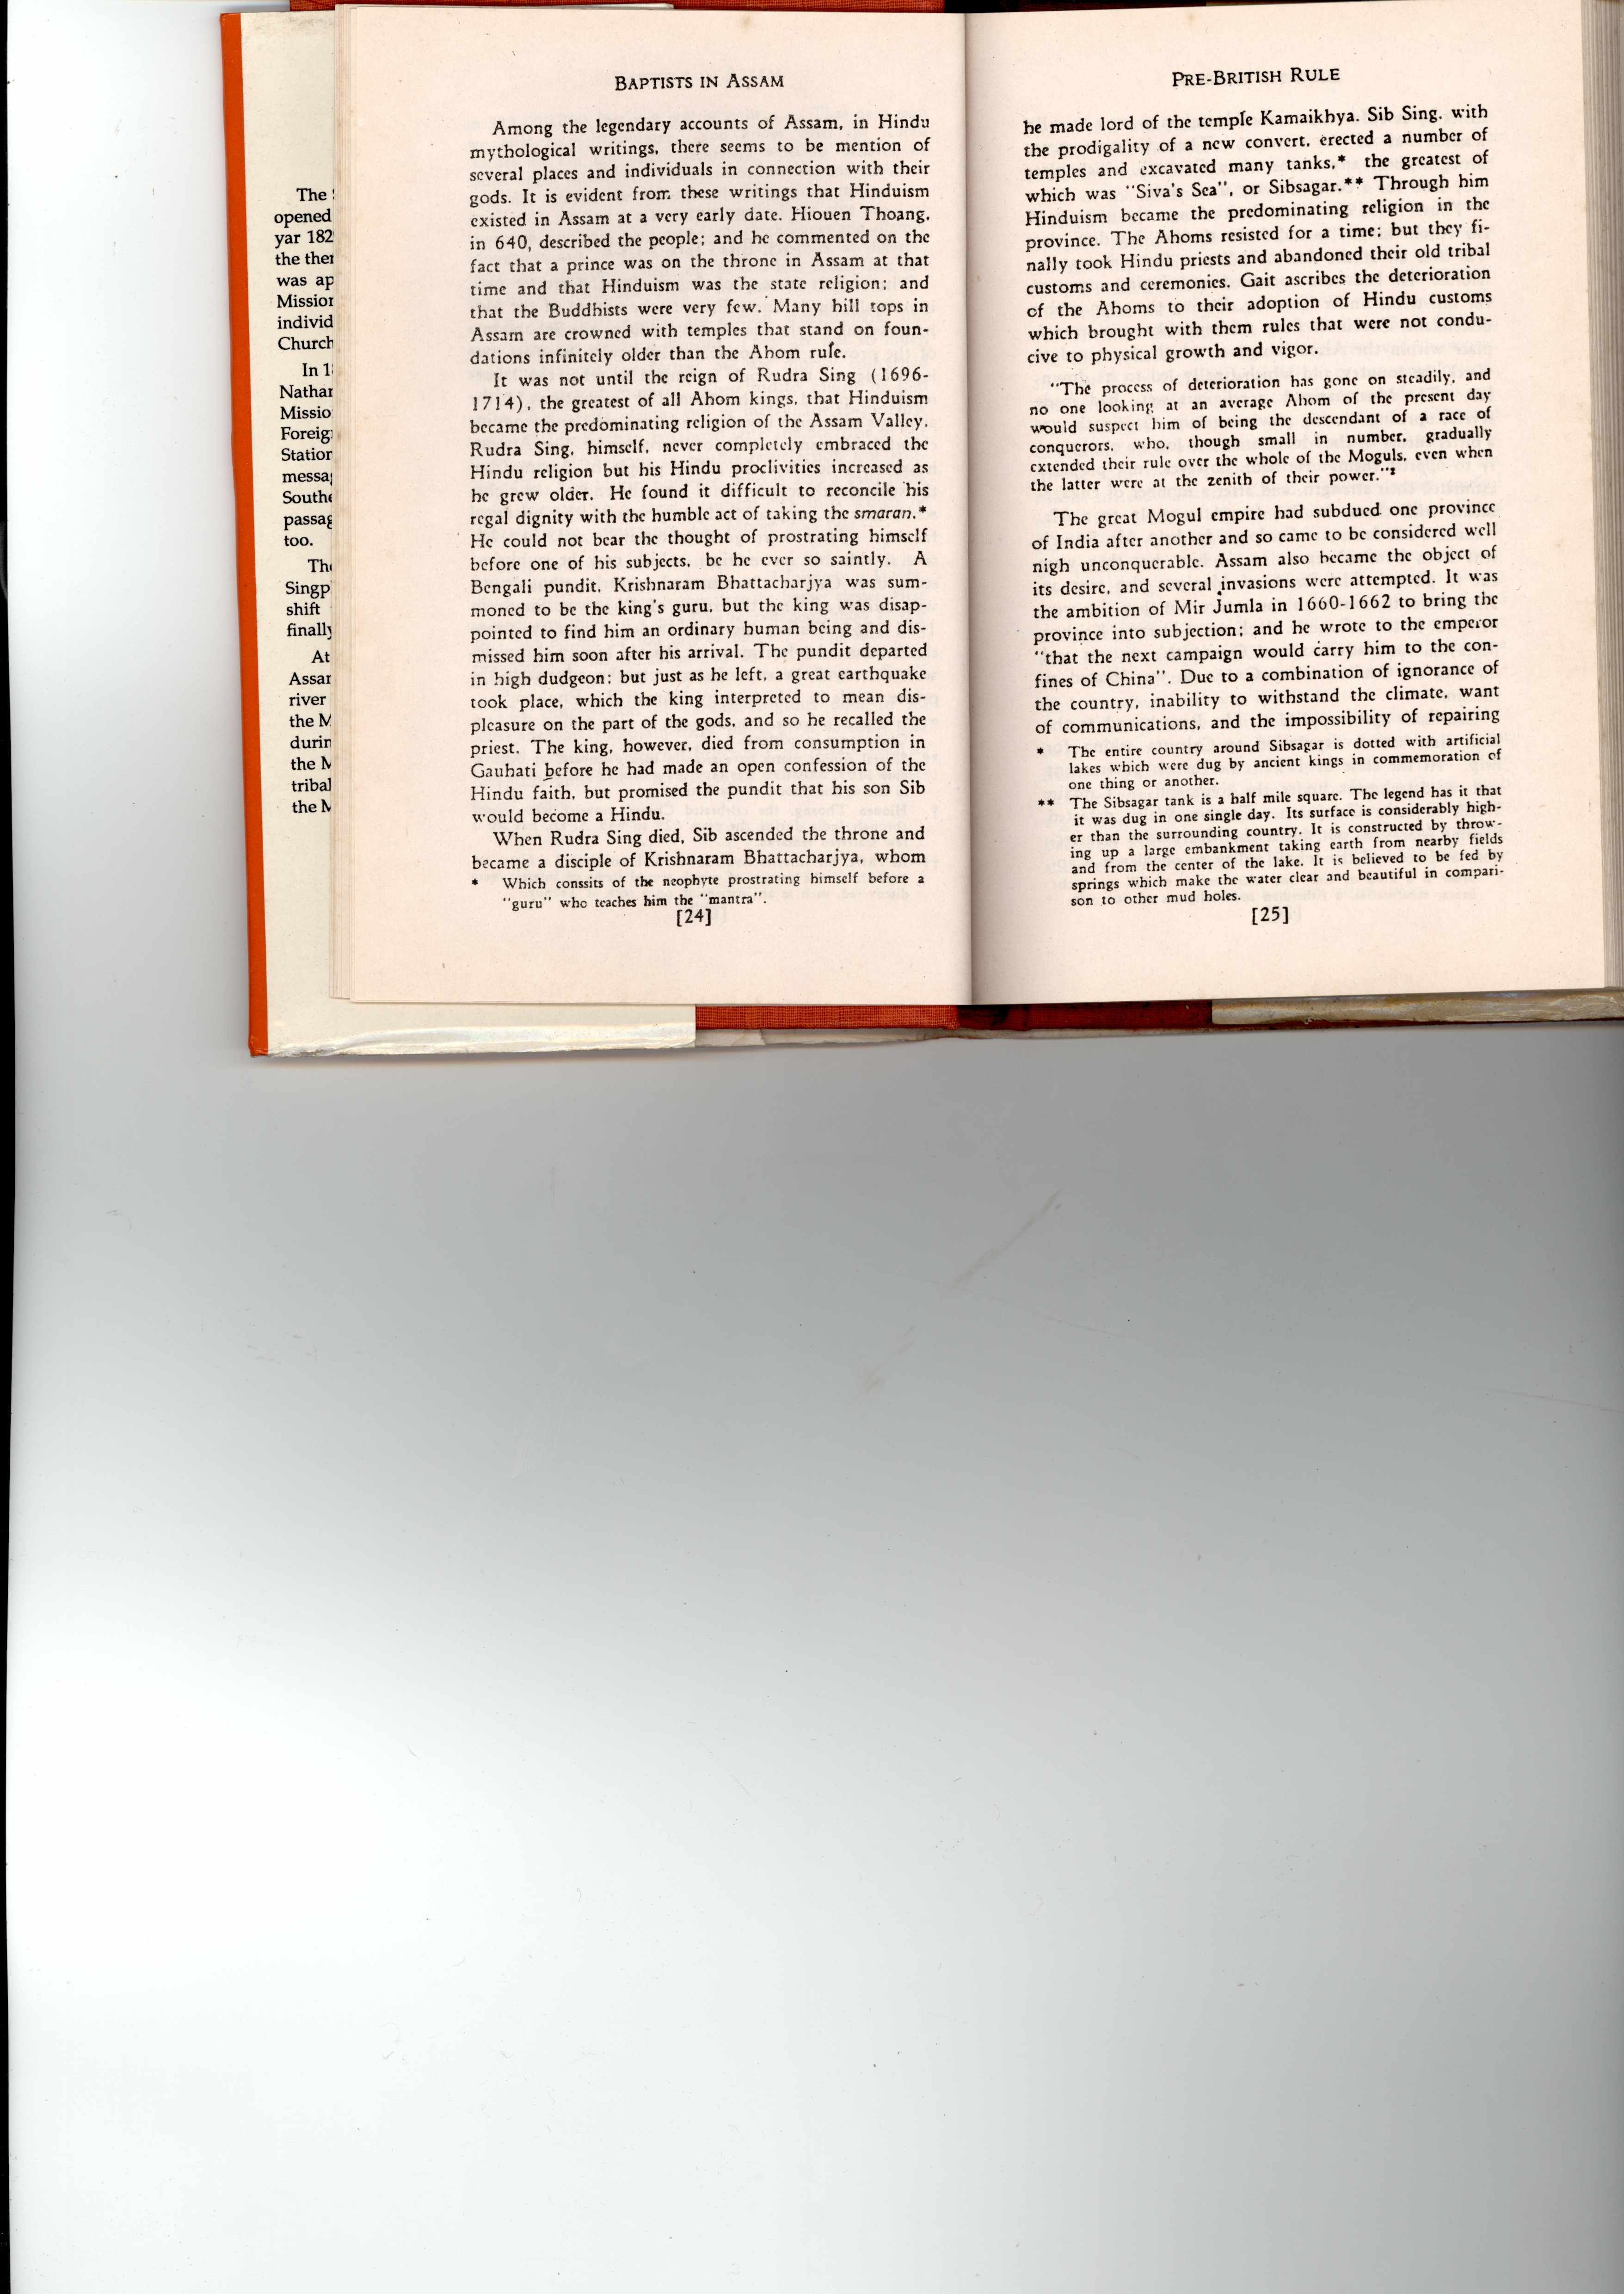 The
opened
yar 182
the ther
was ap
Mission
individ
Church
In 1
Nathan
Missio
Foreig
Station
messag
Southe
passag
too.
The
Singp
shift
finally
At
Assar
river
the M
durin
the M
tribal
the M
BAPTISTS IN ASSAM
Among the legendary accounts of Assam, in Hindu
mythological writings, there seems to be mention of
several places and individuals in connection with their
gods. It is evident from these writings that Hinduism
existed in Assam at a very early date. Hiouen Thoang,
in 640, described the people; and he commented on the
fact that a prince was on the throne in Assam at that
time and that Hinduism was the state religion; and
that the Buddhists were very few. Many hill tops in
Assam are crowned with temples that stand on foun-
dations infinitely older than the Ahom rule.
It was not until the reign of Rudra Sing (1696-
1714), the greatest of all Ahom kings, that Hinduism
became the predominating religion of the Assam Valley.
Rudra Sing, himself, never completely embraced the
Hindu religion but his Hindu proclivities increased as
he grew older. He found it difficult to reconcile his
regal dignity with the humble act of taking the smaran.*
He could not bear the thought of prostrating himself
before one of his subjects, be he ever so saintly. A
Bengali pundit, Krishnaram Bhattacharjya was sum-
moned to be the king's guru, but the king was disap-
pointed to find him an ordinary human being and dis-
missed him soon after his arrival. The pundit departed
in high dudgeon; but just as he left, a great earthquake
took place, which the king interpreted to mean dis-
pleasure on the part of the gods, and so he recalled the
priest. The king, however, died from consumption in
Gauhati before he had made an open confession of the
Hindu faith, but promised the pundit that his son Sib
would become a Hindu.
When Rudra Sing died, Sib ascended the throne and
became a disciple of Krishnaram Bhattacharjya, whom
* Which conssits of the neophyte prostrating himself before a
"guru" who teaches him the "mantra".
[24]
PRE-BRITISH RULE
he made lord of the temple Kamaikhya. Sib Sing, with
the prodigality of a new convert, erected a number of
temples and excavated many tanks,* the greatest of
which was "Siva's Sea", or Sibsagar.** Through him
Hinduism became the predominating religion in the
province. The Ahoms resisted for a time; but they fi-
nally took Hindu priests and abandoned their old tribal
customs and ceremonies. Gait ascribes the deterioration
of the Ahoms to their adoption of Hindu customs
which brought with them rules that were not condu-
cive to physical growth and vigor.
"The process of deterioration has gone on steadily, and
no one looking at an average Ahom of the present day
would suspect him of being the descendant of a race of
conquerors, who, though small in number, gradually
extended their rule over the whole of the Moguls, even when
the latter were at the zenith of their power."²
The great Mogul empire had subdued one province
of India after another and so came to be considered well
nigh unconquerable. Assam also became the object of
its desire, and several invasions were attempted. It was
the ambition of Mir Jumla in 1660-1662 to bring the
province into subjection; and he wrote to the emperor
"that the next campaign would carry him to the con-
fines of China". Due to a combination of ignorance of
the country, inability to withstand the climate, want
of communications, and the impossibility of repairing
* The entire country around Sibsagar is dotted with artificial
lakes which were dug by ancient kings in commemoration of
one thing or another.
** The Sibsagar tank is a half mile square. The legend has it that
it was dug in one single day. Its surface is considerably high-
er than the surrounding country. It is constructed by throw-
ing up a large embankment taking earth from nearby fields
and from the center of the lake. It is believed to be fed by
springs which make the water clear and beautiful in compari-
son to other mud holes.
[25]